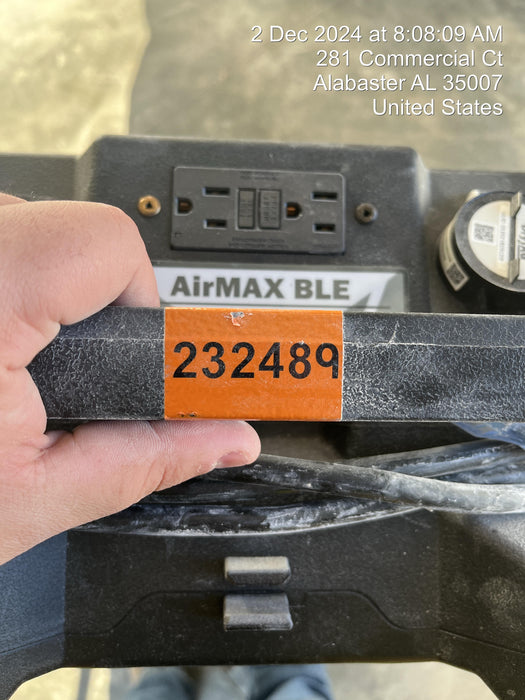 2 Dec 2024 at 8:08:09 AM
281 Commercial Ct
Alabaster AL 35007
United States
AirMAX BLE
232489